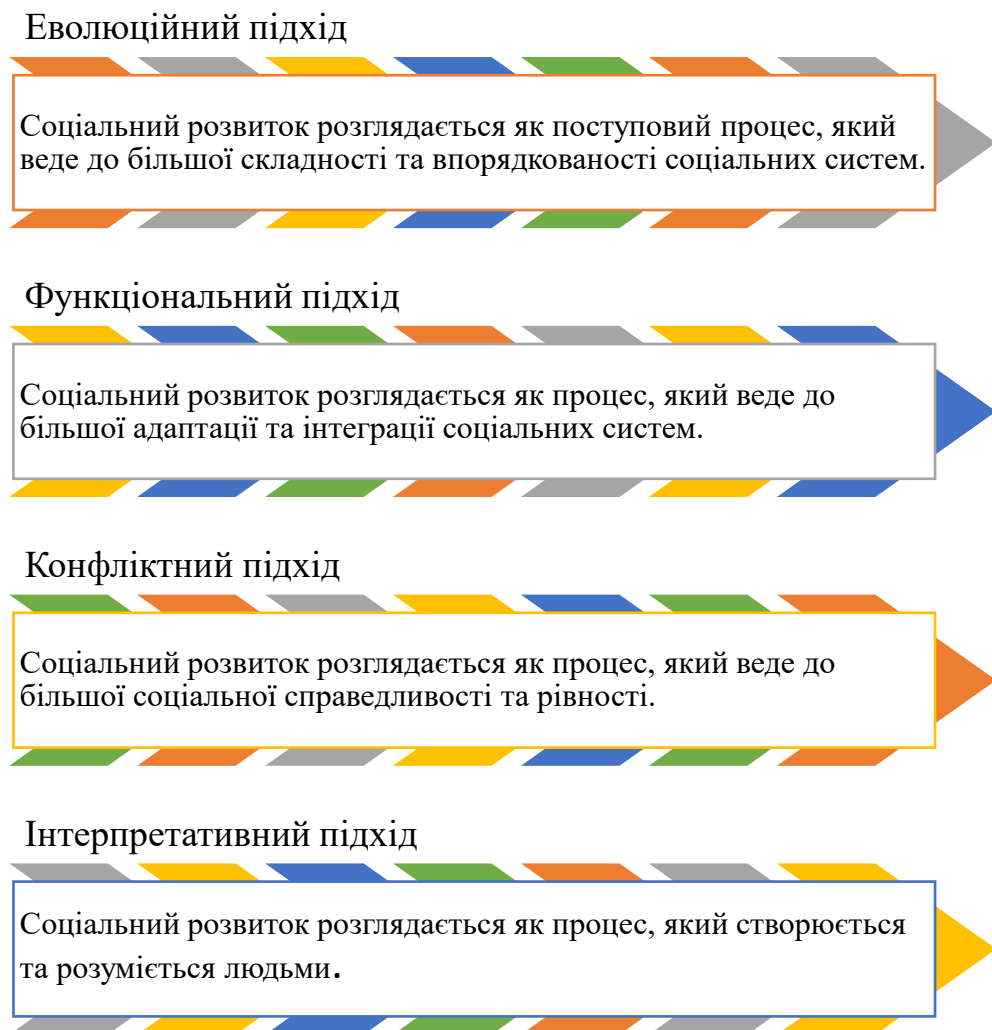 Еволюційний підхід
Соціальний розвиток розглядається як поступовий процес, який
веде до більшої складності та впорядкованості соціальних систем.
Функціональний підхід
Соціальний розвиток розглядається як процес, який веде до
більшої адаптації та інтеграції соціальних систем.
Конфліктний підхід
Соціальний розвиток розглядається як процес, який веде до
більшої соціальної справедливості та рівності.
Інтерпретативний підхід
Соціальний розвиток розглядається як процес, який створюється
та розуміється людьми.